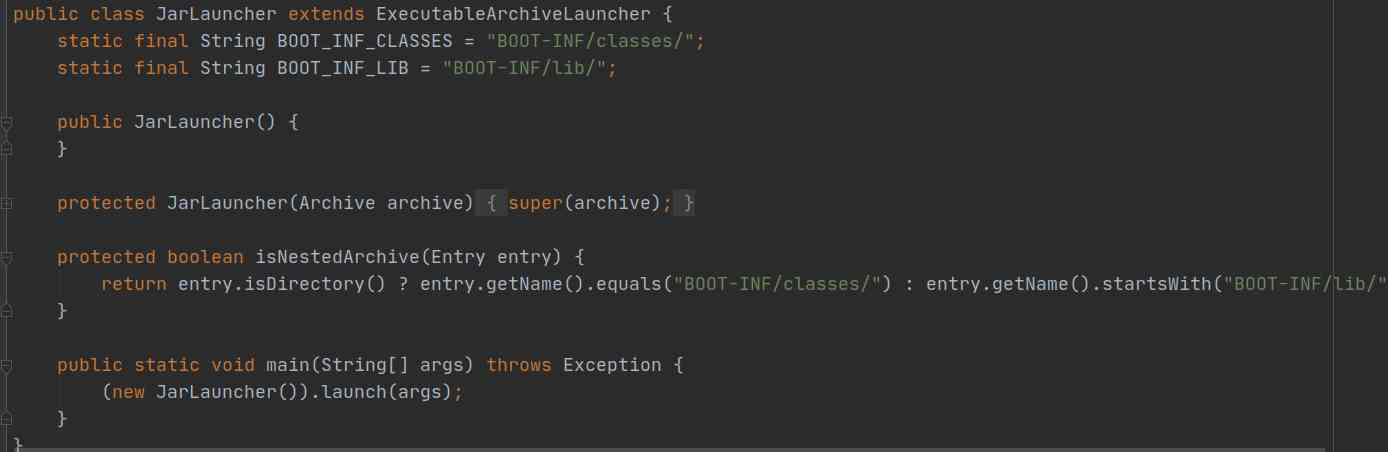 public class JarLauncher extends ExecutableArchiveLauncher {
    static final String BOOT_INF_CLASSES = "BOOT-INF/classes/";
    static final String BOOT_INF_LIB = "BOOT-INF/lib/";
    public JarLauncher() {
    }
    protected JarLauncher(Archive archive) { super(archive); }
    protected boolean isNestedArchive(Entry entry) {
        return entry.isDirectory() ? entry.getName().equals("BOOT-INF/classes/") : entry.getName().startsWith("BOOT-INF/lib/"
    }
    public static void main(String[] args) throws Exception {
        (new JarLauncher()).launch(args);
    }
}